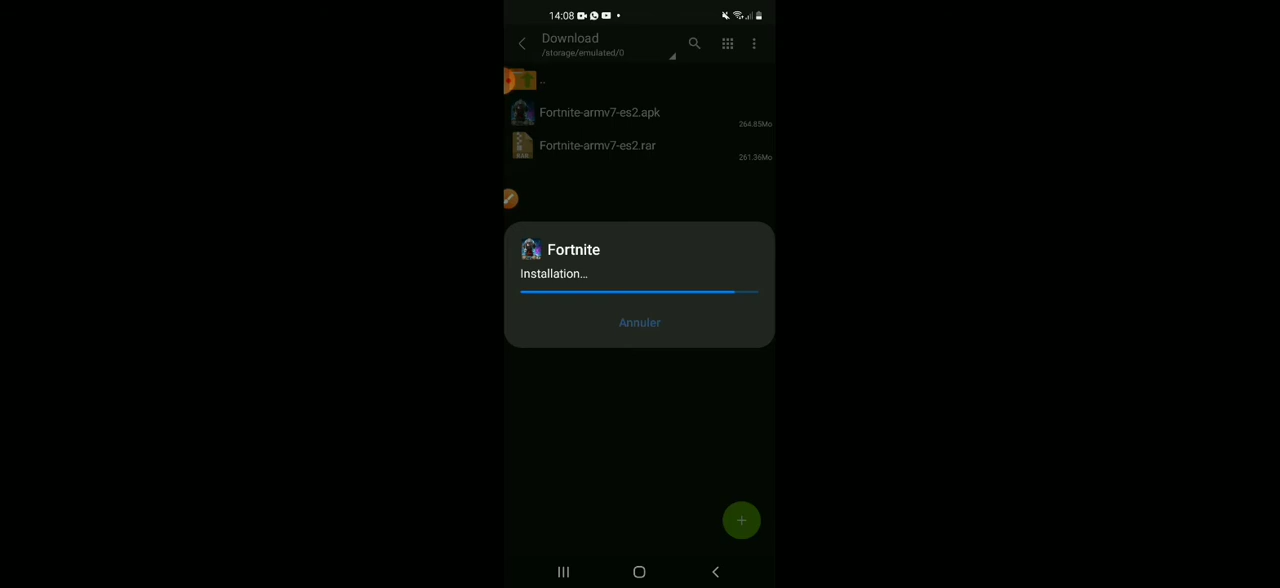 14:08
Download
/storage/emulated/0
..
Fortnite-armv7-es2.apk
264.85Mo
Fortnite-armv7-es2.rar
261.36Mo
Fortnite
Installation...
Annuler